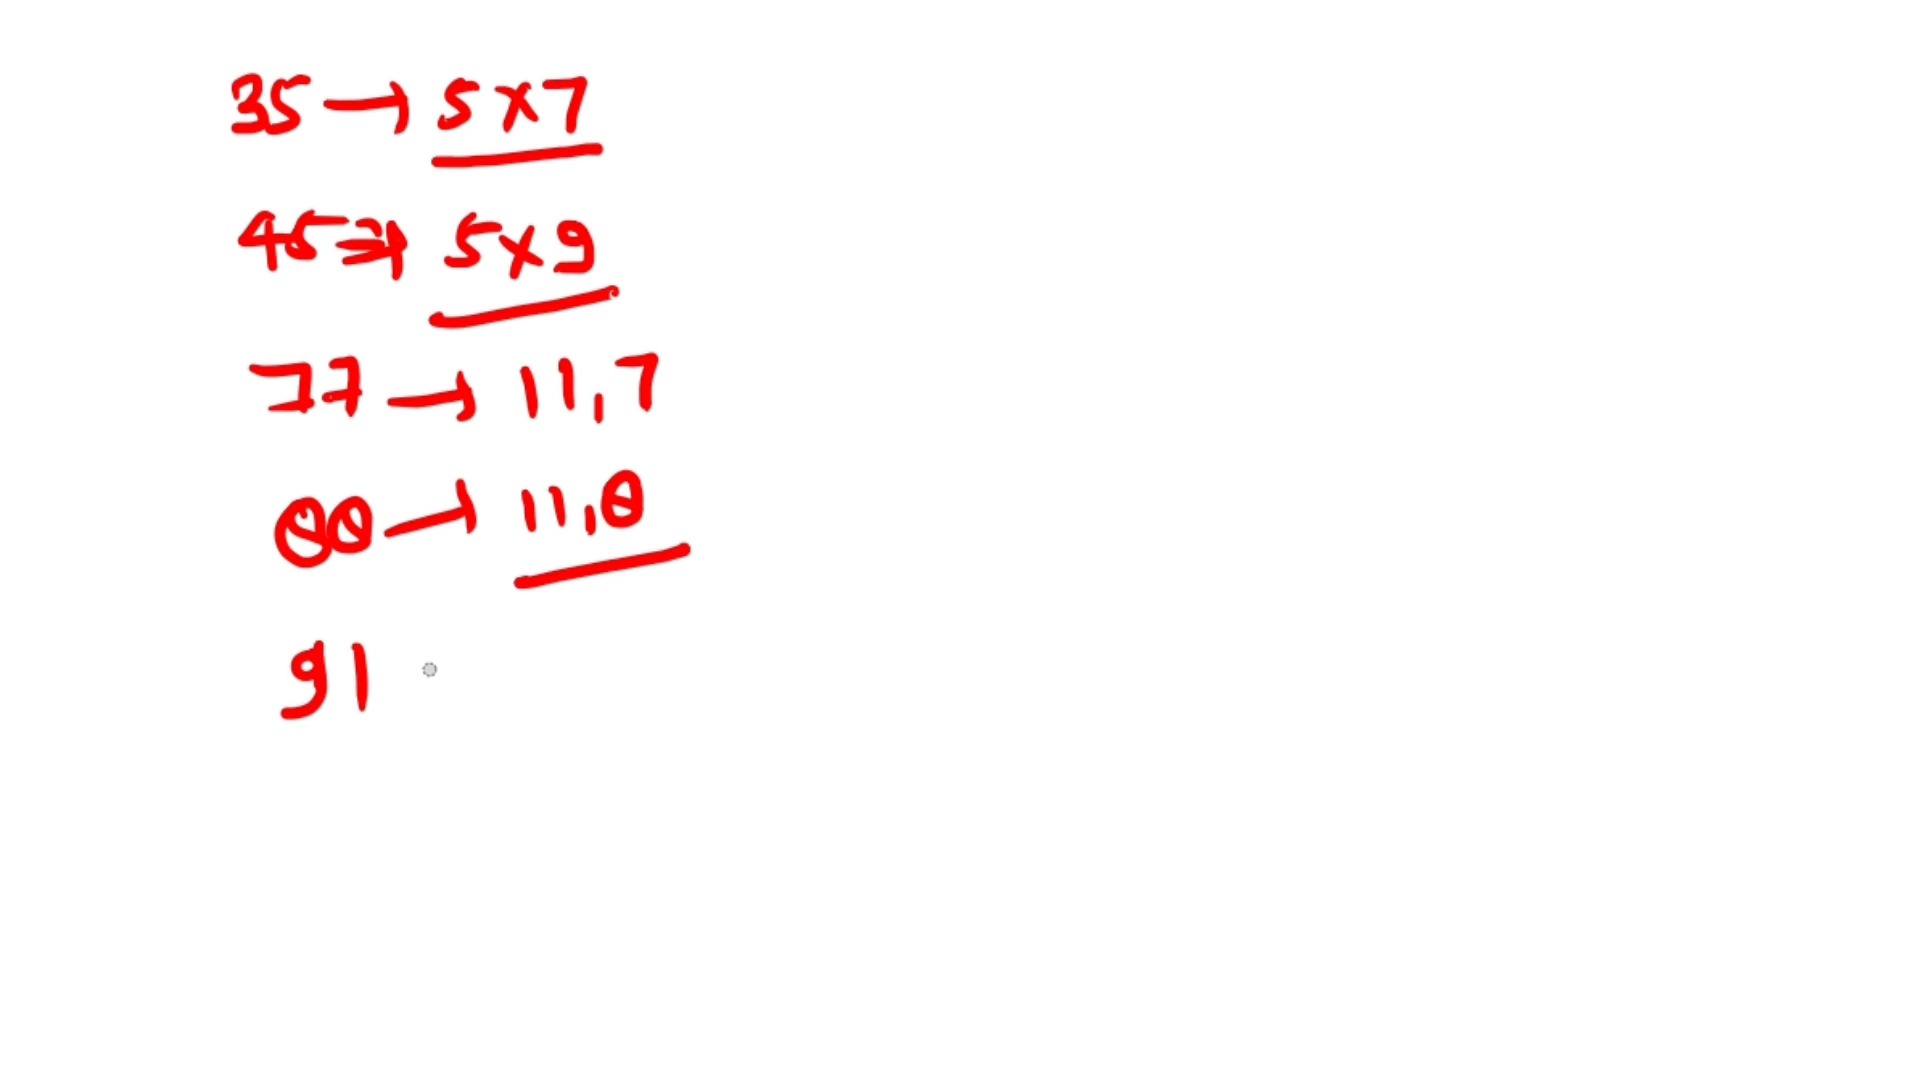 35 → 5×7
45 ⇒ 5×9
77 → 11,7
88 → 11,8
91